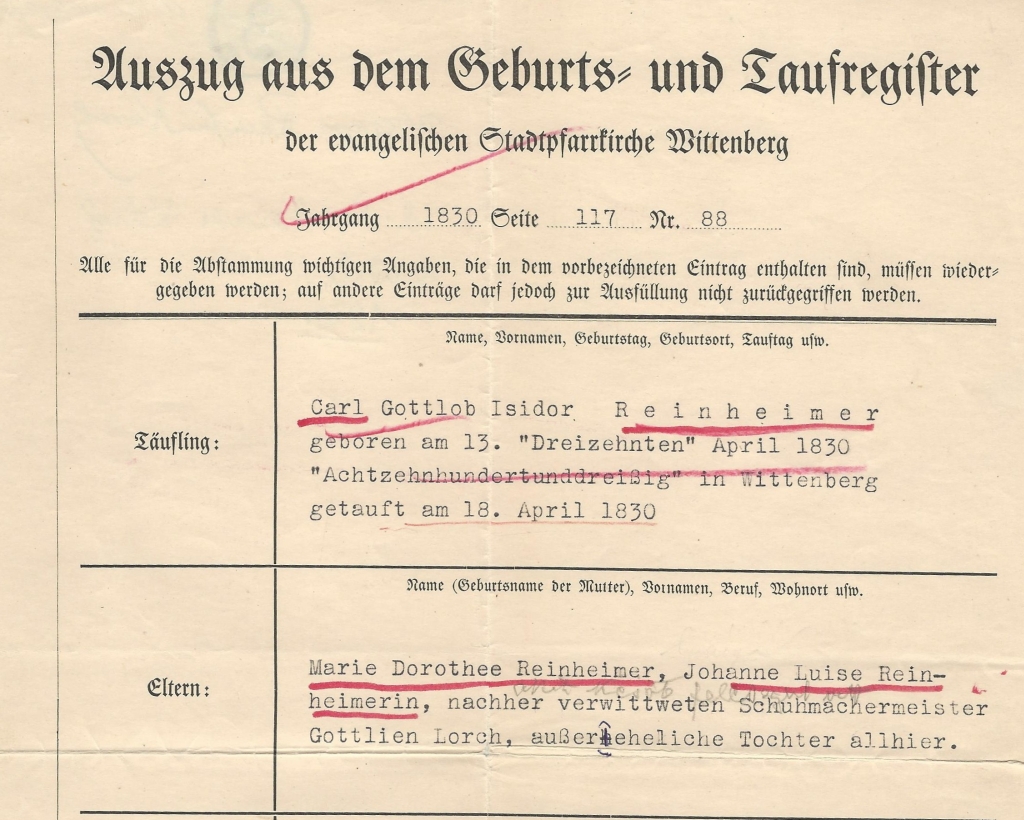 Auszug aus dem Geburts- und Taufregister
der evangelischen Stadtpfarrkirche Wittenberg
Jahrgang 1830 Seite 117 Nr. 88
Alle für die Abstammung wichtigen Angaben, die in dem vorbezeichneten Eintrag enthalten sind, müssen wieder-
gegeben werden; auf andere Einträge darf jedoch zur Ausfüllung nicht zurückgegriffen werden.
Name, Vornamen, Geburtstag, Geburtsort, Tauftag usw.
Täufling:
Carl Gottlob Isidor R e i n h e i m e r
geboren am 13. "Dreizehnten" April 1830
"Achtzehnhundertunddreißig" in Wittenberg
getauft am 18. April 1830
Name (Geburtsname der Mutter), Vornamen, Beruf, Wohnort usw.
Eltern:
Marie Dorothee Reinheimer, Johanne Luise Rein-
heimerin, nachher verwittweten Schuhmachermeister
Gottlien Lorch, außereheliche Tochter allhier.